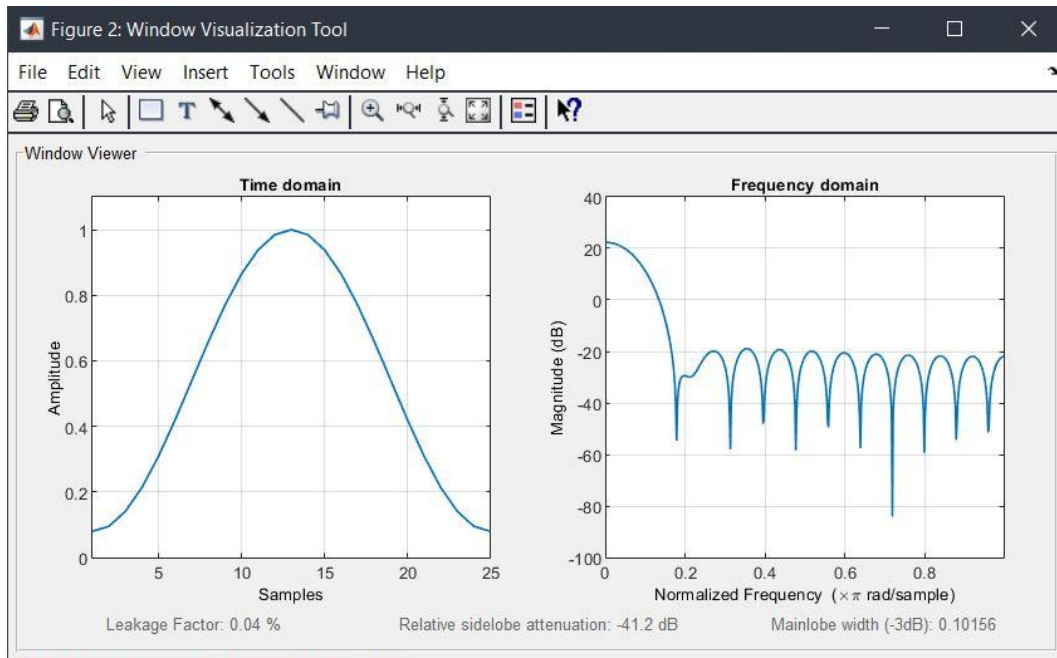 Figure 2: Window Visualization Tool
File Edit View Insert Tools Window Help
T
Window Viewer
Time domain
Amplitude
1
0.8
0.6
0.4
0.2
0
5 10 15 20 25
Samples
Frequency domain
Magnitude (dB)
40
20
0
-20
-40
-60
-80
-100
0 0.2 0.4 0.6 0.8
Normalized Frequency (×π rad/sample)
Leakage Factor: 0.04 % Relative sidelobe attenuation: -41.2 dB Mainlobe width (-3dB): 0.10156